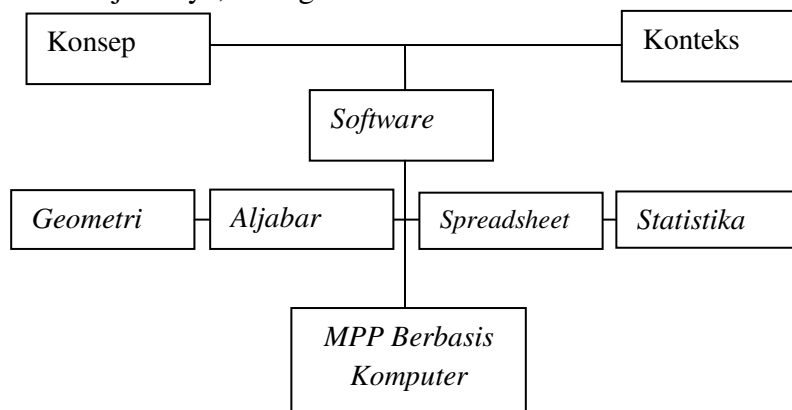 Konsep
Konteks
Software
Geometri
Aljabar
Spreadsheet
Statistika
MPP Berbasis
Komputer